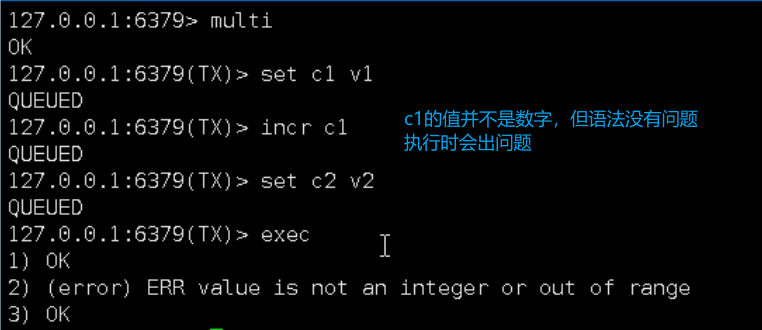 127.0.0.1:6379> multi
OK
127.0.0.1:6379(TX)> set c1 v1
QUEUED
127.0.0.1:6379(TX)> incr c1
QUEUED
c1的值并不是数字，但语法没有问题
执行时会出问题
127.0.0.1:6379(TX)> set c2 v2
QUEUED
127.0.0.1:6379(TX)> exec
1) OK
2) (error) ERR value is not an integer or out of range
3) OK